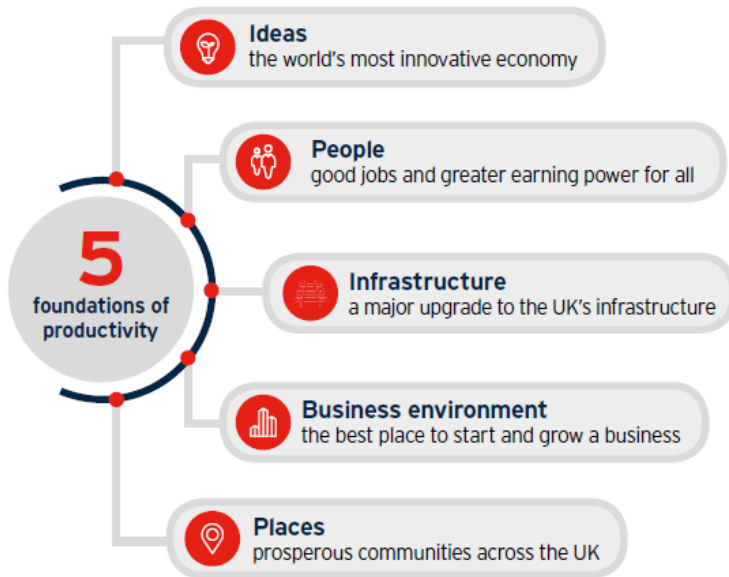 Ideas
the world's most innovative economy
People
good jobs and greater earning power for all
5
foundations of
productivity
Infrastructure
a major upgrade to the UK's infrastructure
Business environment
the best place to start and grow a business
Places
prosperous communities across the UK